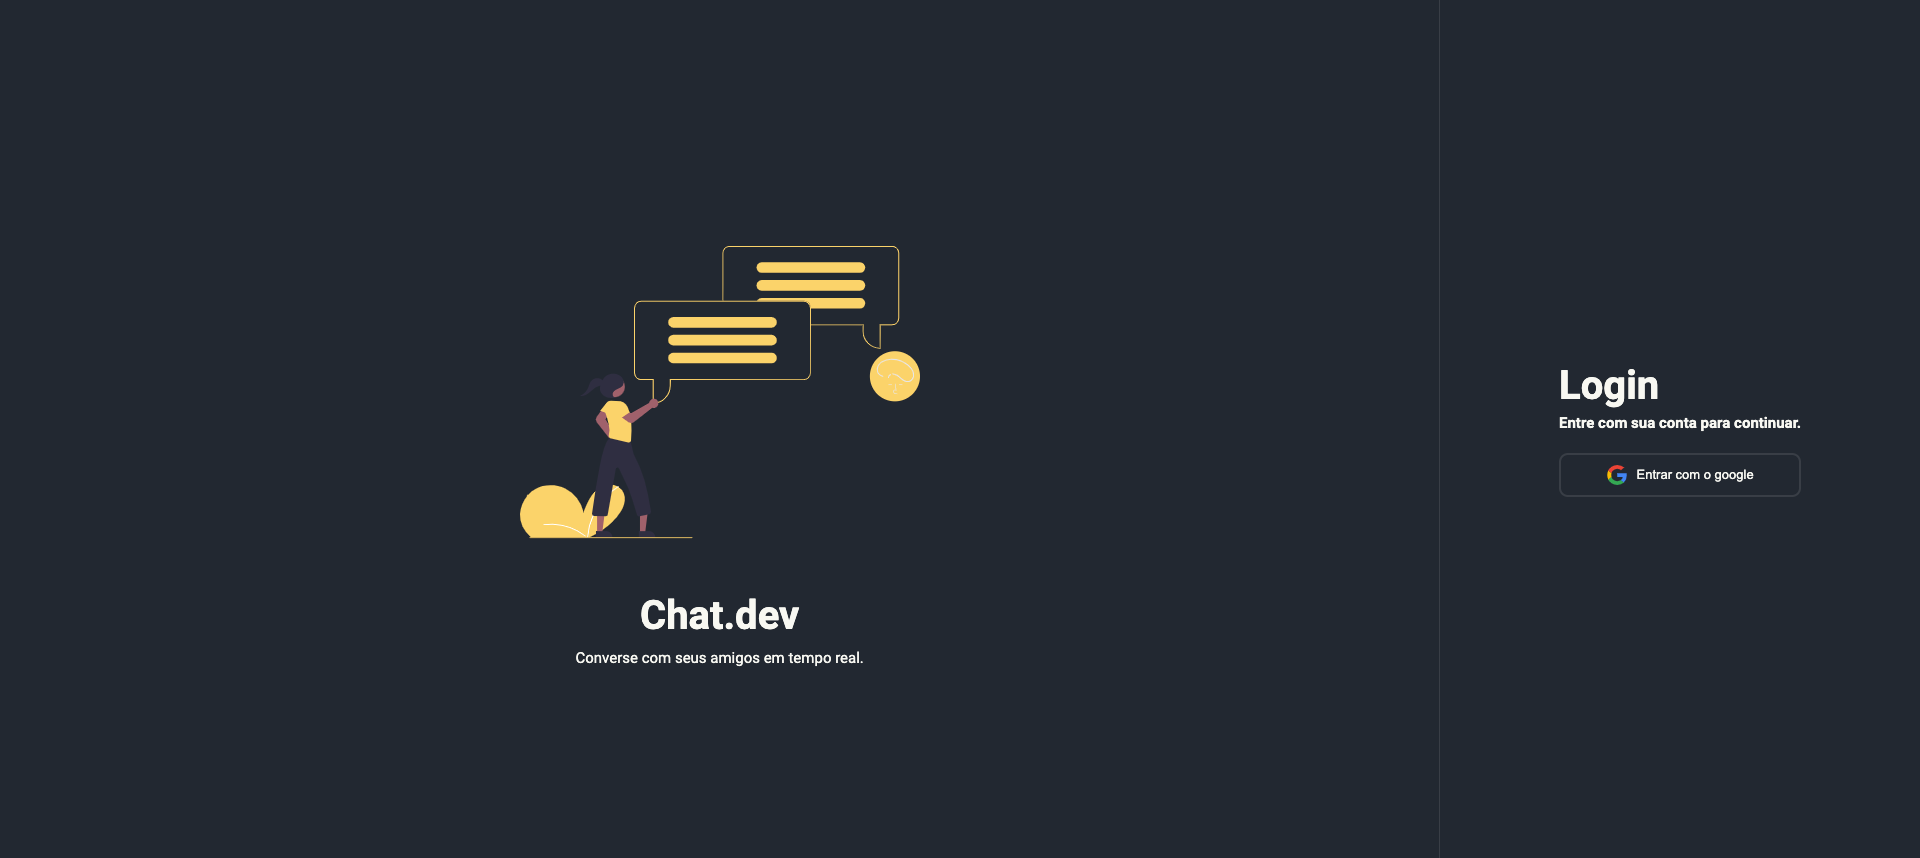 Chat.dev
Converse com seus amigos em tempo real.
Login
Entre com sua conta para continuar.
Entrar com o google